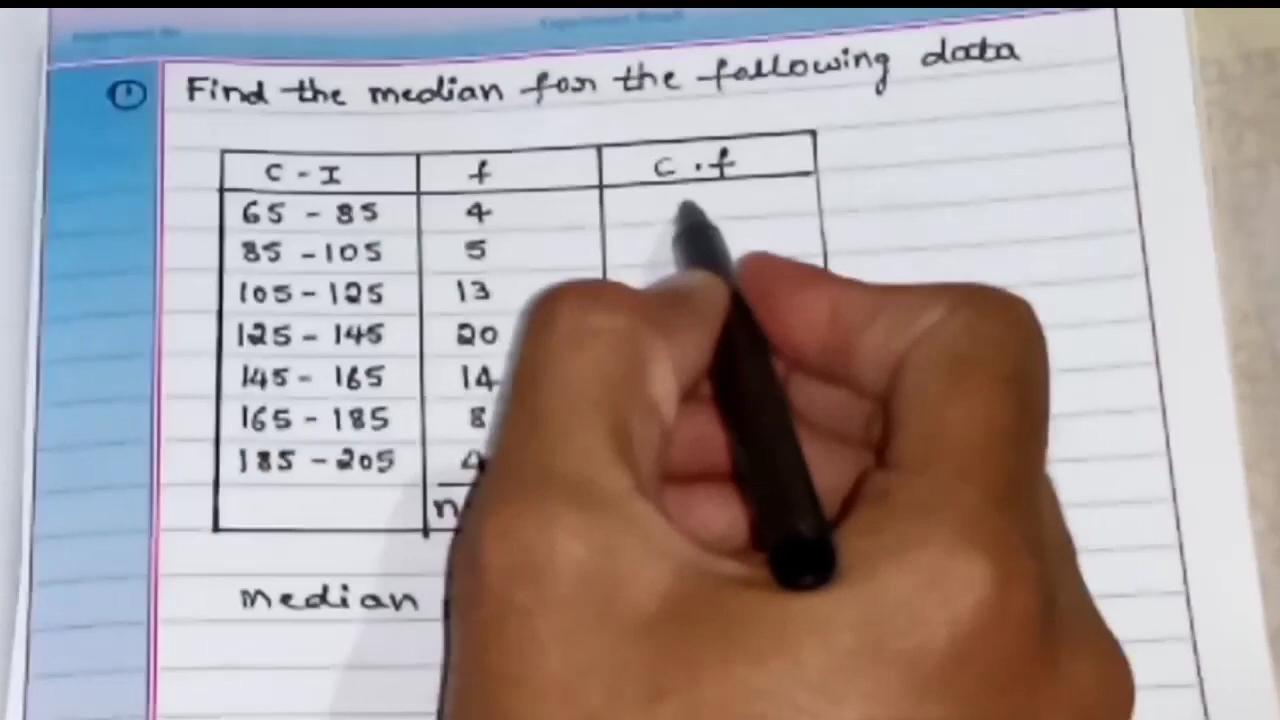 ① Find the median for the following data
C - I f C.f
65 - 85 4
85 - 105 5
105 - 125 13
125 - 145 20
145 - 165 14
165 - 185 8
185 - 205 4
n
median